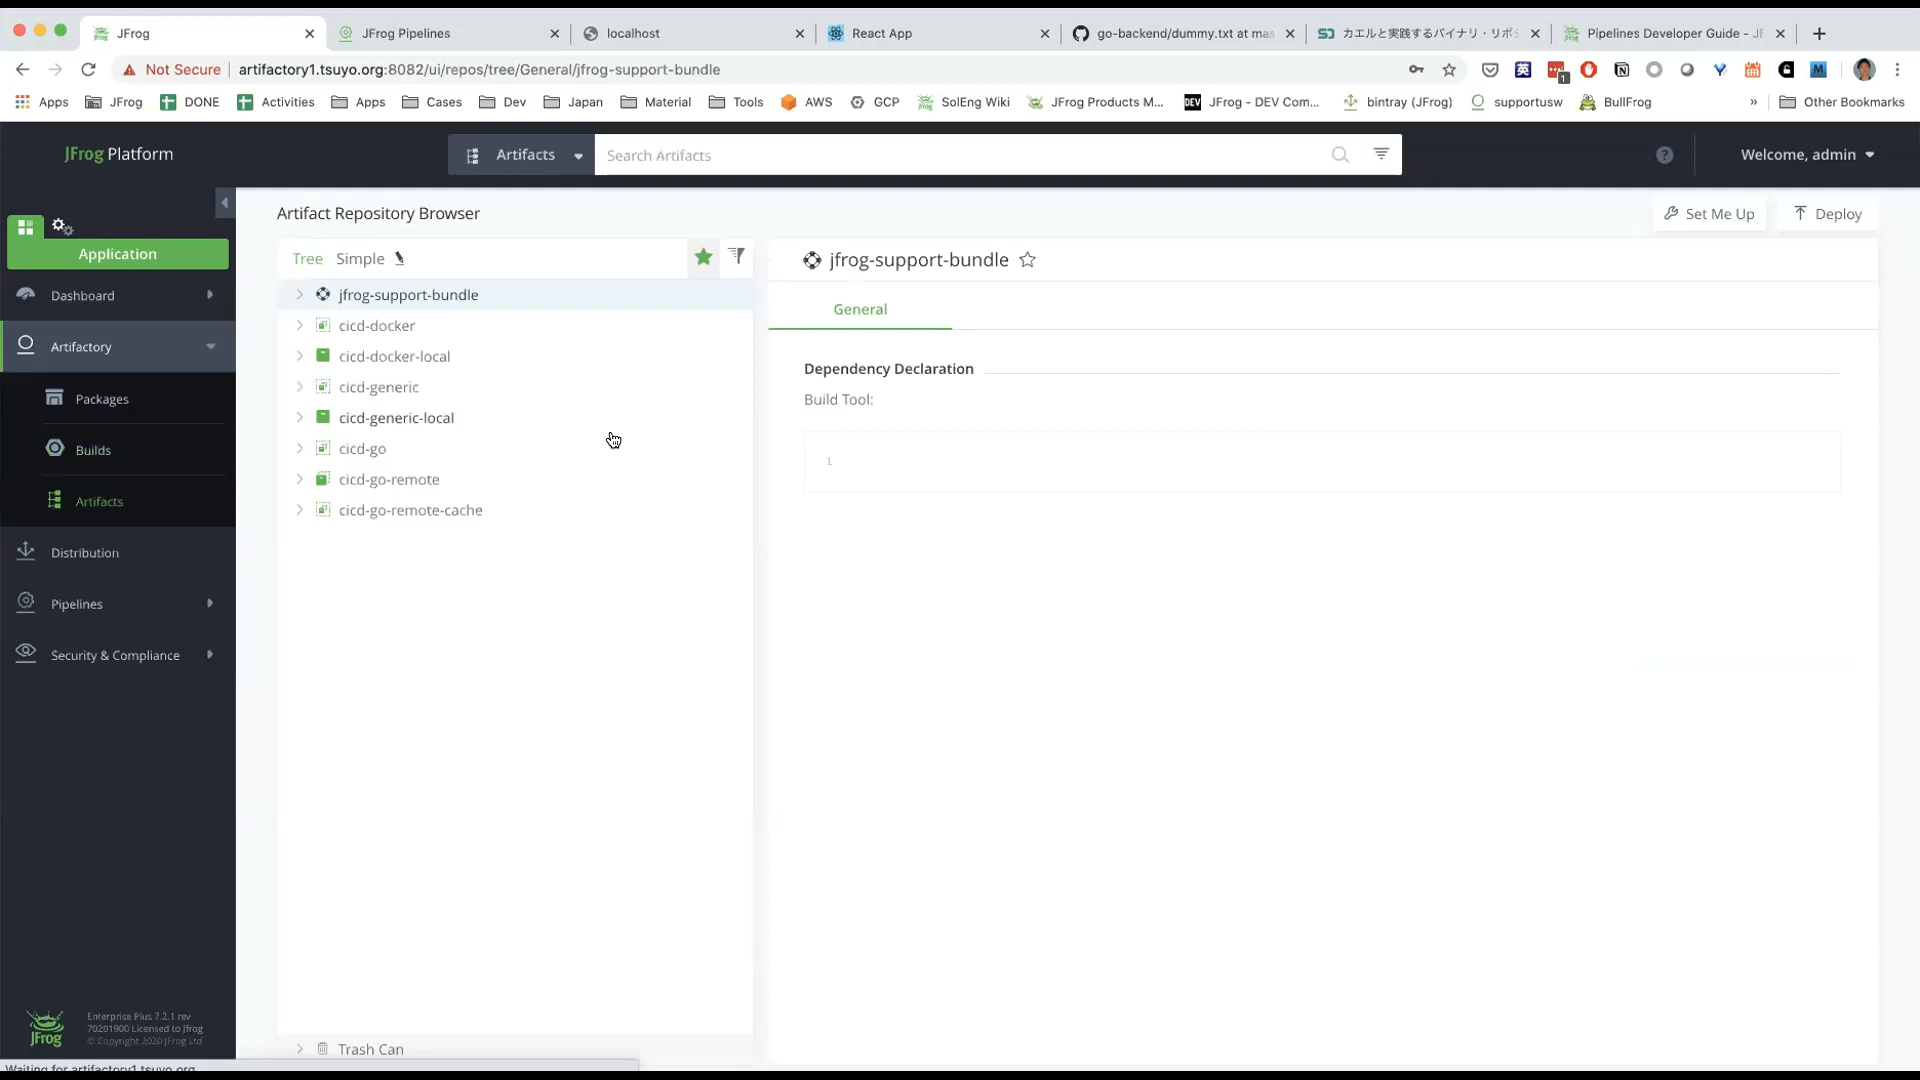 JFrog
JFrog Pipelines
localhost
React App
go-backend/dummy.txt at mas
カエルと実践するバイナリ・リポジ
Pipelines Developer Guide - JF
Not Secure
artifactory1.tsuyo.org:8082/ui/repos/tree/General/jfrog-support-bundle
英
1
Apps
JFrog
DONE
Activities
Apps
Cases
Dev
Japan
Material
Tools
AWS
GCP
SolEng Wiki
JFrog Products M...
DEV
JFrog - DEV Com...
bintray (JFrog)
supportusw
BullFrog
»
Other Bookmarks
JFrog Platform
Artifacts
Search Artifacts
Welcome, admin
Artifact Repository Browser
Set Me Up
Deploy
Application
Dashboard
Artifactory
Packages
Builds
Artifacts
Distribution
Pipelines
Security & Compliance
Tree
Simple
jfrog-support-bundle
cicd-docker
cicd-docker-local
cicd-generic
cicd-generic-local
cicd-go
cicd-go-remote
cicd-go-remote-cache
Trash Can
jfrog-support-bundle
General
Dependency Declaration
Build Tool:
1
JFrog
Enterprise Plus 7.2.1 rev
70201900 Licensed to Jfrog
© Copyright 2020 JFrog Ltd
Waiting for artifactory1.tsuyo.org